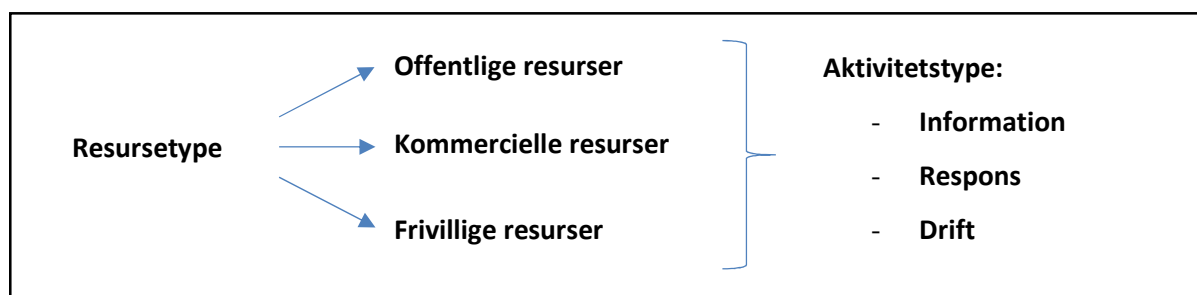 Resursetype
Offentlige resurser
Kommercielle resurser
Frivillige resurser
Aktivitetstype:
- Information
- Respons
- Drift